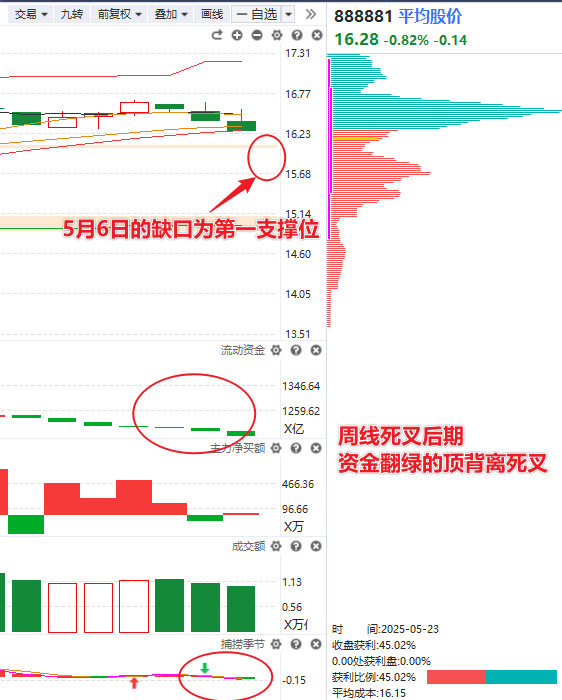 交易 九转 前复权 叠加 画线 一 自选
888881 平均股价
16.28 -0.82% -0.14
17.31
16.77
16.23
15.68
15.14
5月6日的缺口为第一支撑位
14.60
14.05
13.51
流动资金
1346.64
1259.62
X亿
主力净买额
周线死叉后期
资金翻绿的顶背离死叉
466.36
96.66
X万
成交额
1.13
0.56
X万亿
捕捞季节
-0.15
时 间:2025-05-23
收盘获利:45.02%
0.00处获利盘:0.00%
获利比例:45.02%
平均成本:16.15